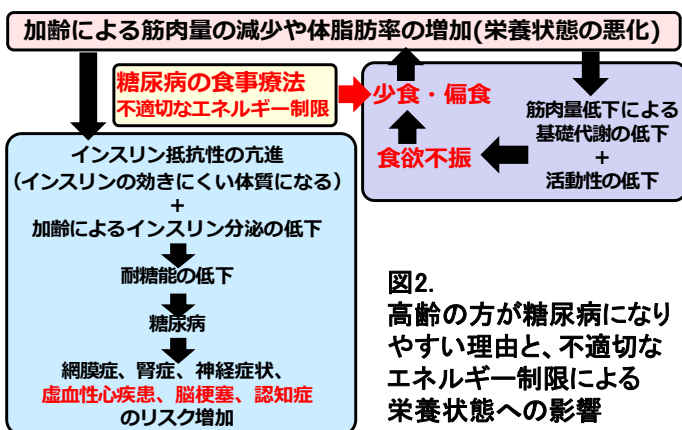 加齢による筋肉量の減少や体脂肪率の増加(栄養状態の悪化)
糖尿病の食事療法
不適切なエネルギー制限
少食・偏食
食欲不振
筋肉量低下による
基礎代謝の低下
+
活動性の低下
インスリン抵抗性の亢進
(インスリンの効きにくい体質になる)
+
加齢によるインスリン分泌の低下
耐糖能の低下
糖尿病
網膜症、腎症、神経症状、
虚血性心疾患、脳梗塞、認知症
のリスク増加
図2.
高齢の方が糖尿病になり
やすい理由と、不適切な
エネルギー制限による
栄養状態への影響